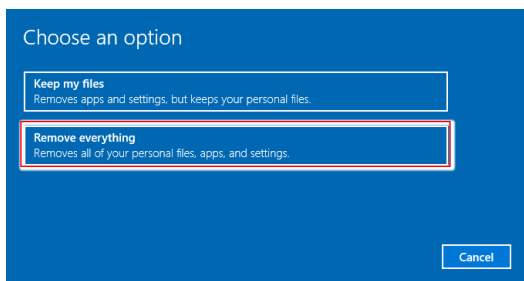 Choose an option
Keep my files
Removes apps and settings, but keeps your personal files.
Remove everything
Removes all of your personal files, apps, and settings.
Cancel